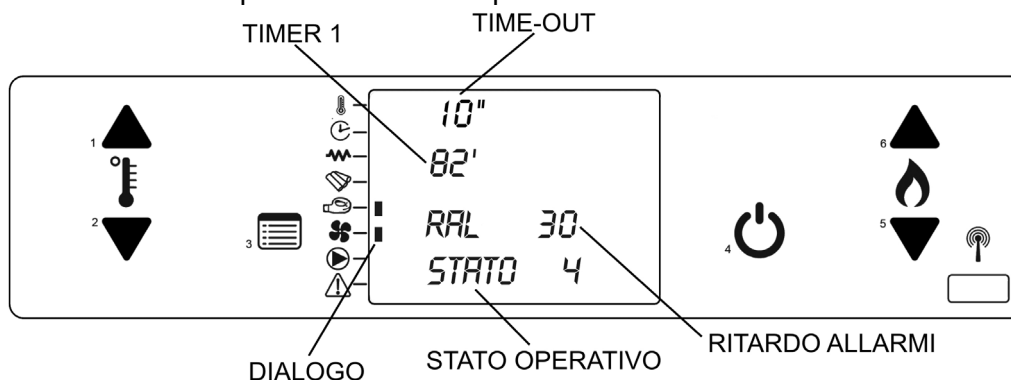 TIMER 1
TIME-OUT
10"
82'
RAL 30
STATO 4
1
2
3
4
6
5
DIALOGO
STATO OPERATIVO
RITARDO ALLARMI